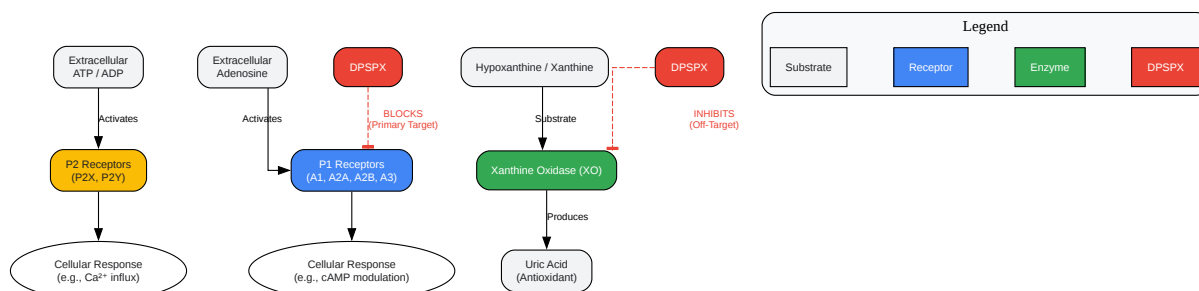 Legend
Substrate
Receptor
Enzyme
DPSPX
Extracellular
ATP / ADP
Extracellular
Adenosine
DPSPX
Hypoxanthine / Xanthine
DPSPX
Activates
Activates
BLOCKS
(Primary Target)
Substrate
INHIBITS
(Off-Target)
P2 Receptors
(P2X, P2Y)
P1 Receptors
(A1, A2A, A2B, A3)
Xanthine Oxidase (XO)
Produces
Cellular Response
(e.g., Ca²⁺ influx)
Cellular Response
(e.g., cAMP modulation)
Uric Acid
(Antioxidant)